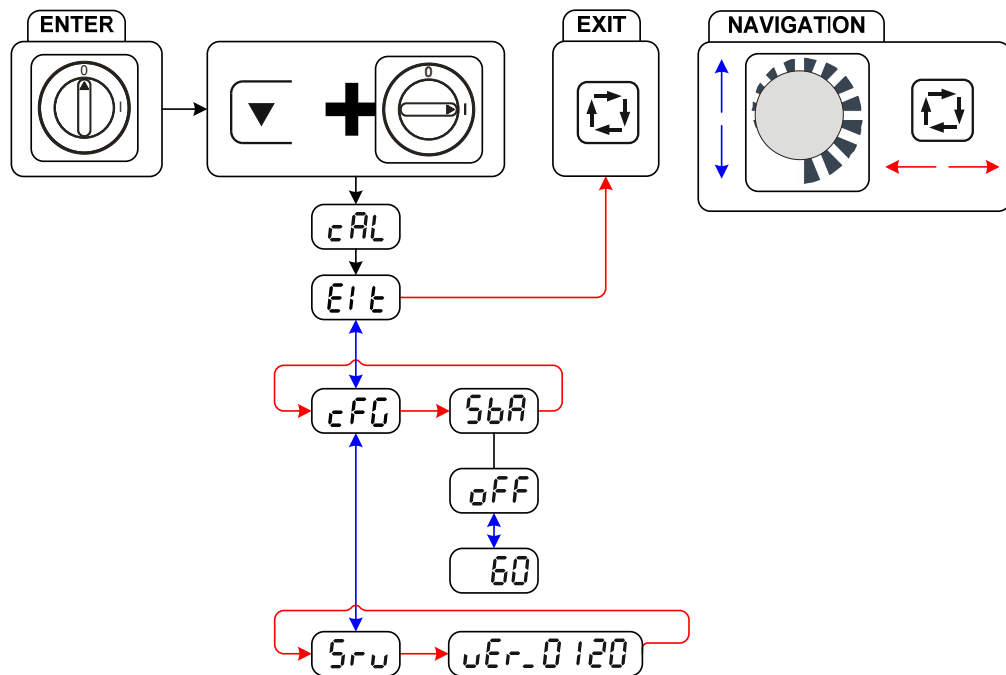 ENTER
EXIT
NAVIGATION
0
I
0
I
cAL
EIt
cFG
SbA
oFF
60
Sru
uEr_0120